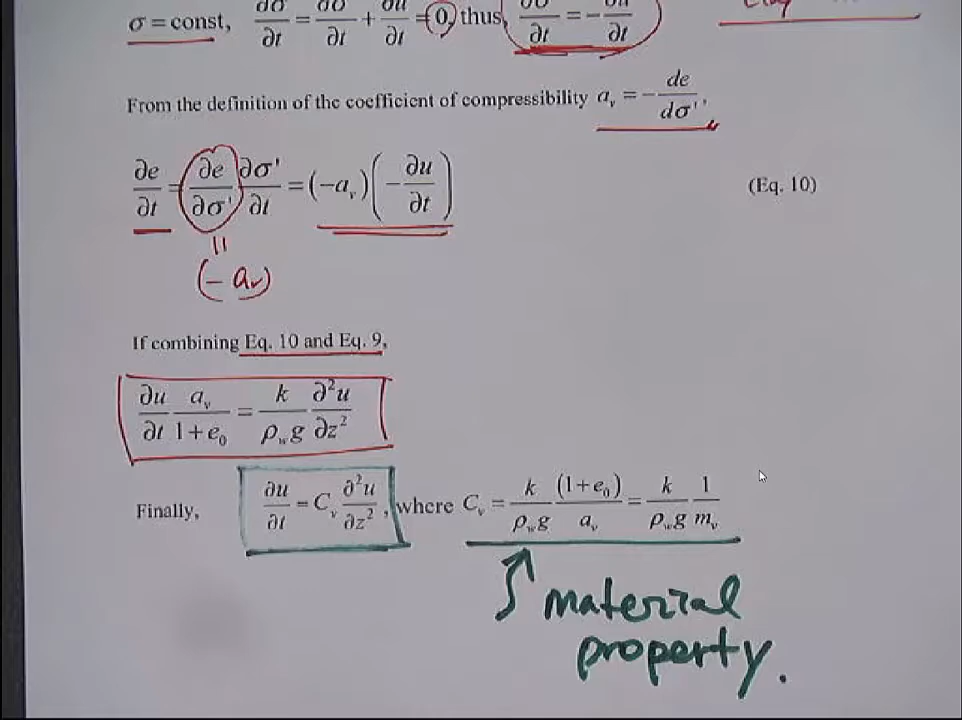 σ = const, ∂σ/∂t = ∂σ'/∂t + ∂u/∂t = 0, thus, ∂σ'/∂t = −∂u/∂t
From the definition of the coefficient of compressibility a_v = −de/dσ',
∂e/∂t = ∂e/∂σ' ∂σ'/∂t = (−a_v)(−∂u/∂t) (Eq. 10)
||
(− a_v)
If combining Eq. 10 and Eq. 9,
∂u/∂t a_v/(1+e_0) = k/(ρ_w g) ∂²u/∂z²
Finally, ∂u/∂t = C_v ∂²u/∂z², where C_v = k/(ρ_w g) (1+e_0)/a_v = k/(ρ_w g) 1/m_v
material
property.